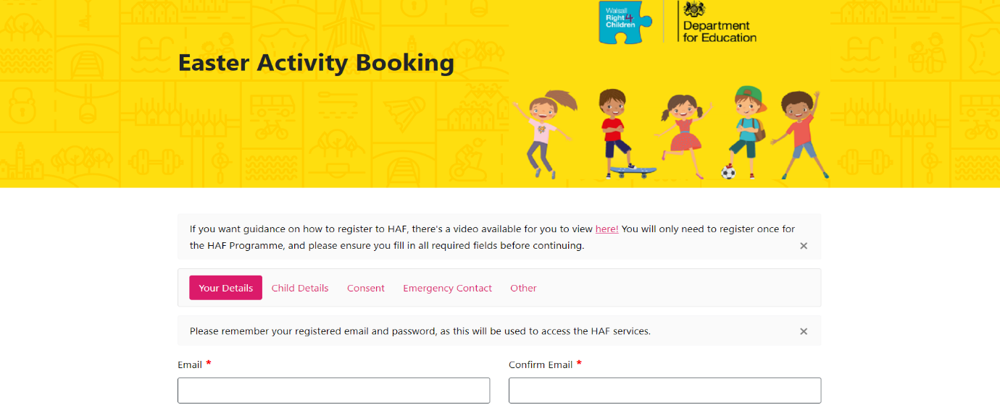 Walsall
Right 4
Children
Department
for Education
Easter Activity Booking
If you want guidance on how to register to HAF, there's a video available for you to view here! You will only need to register once for
the HAF Programme, and please ensure you fill in all required fields before continuing.
×
Your Details Child Details Consent Emergency Contact Other
Please remember your registered email and password, as this will be used to access the HAF services. ×
Email * Confirm Email *